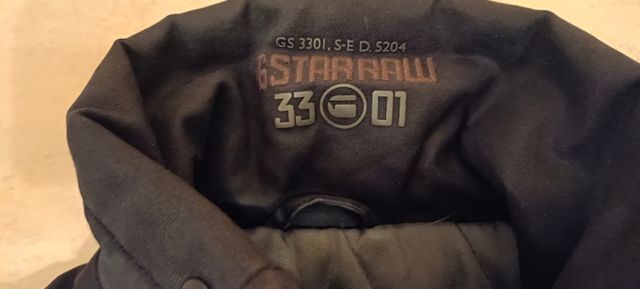 GS 3301, S-E D. 5204
G STAR RAW
33 01